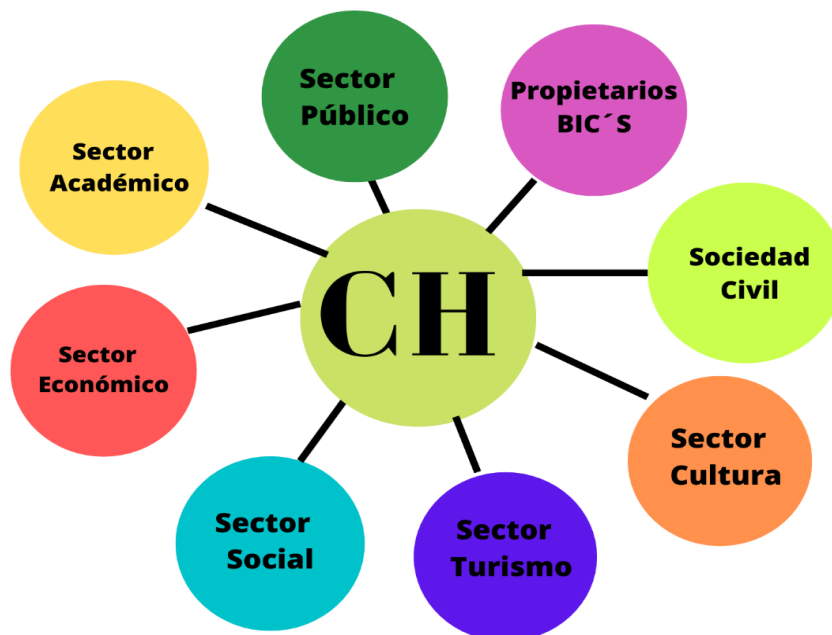 Sector
Público
Propietarios
BIC´S
Sector
Académico
Sociedad
Civil
CH
Sector
Económico
Sector
Cultura
Sector
Social
Sector
Turismo